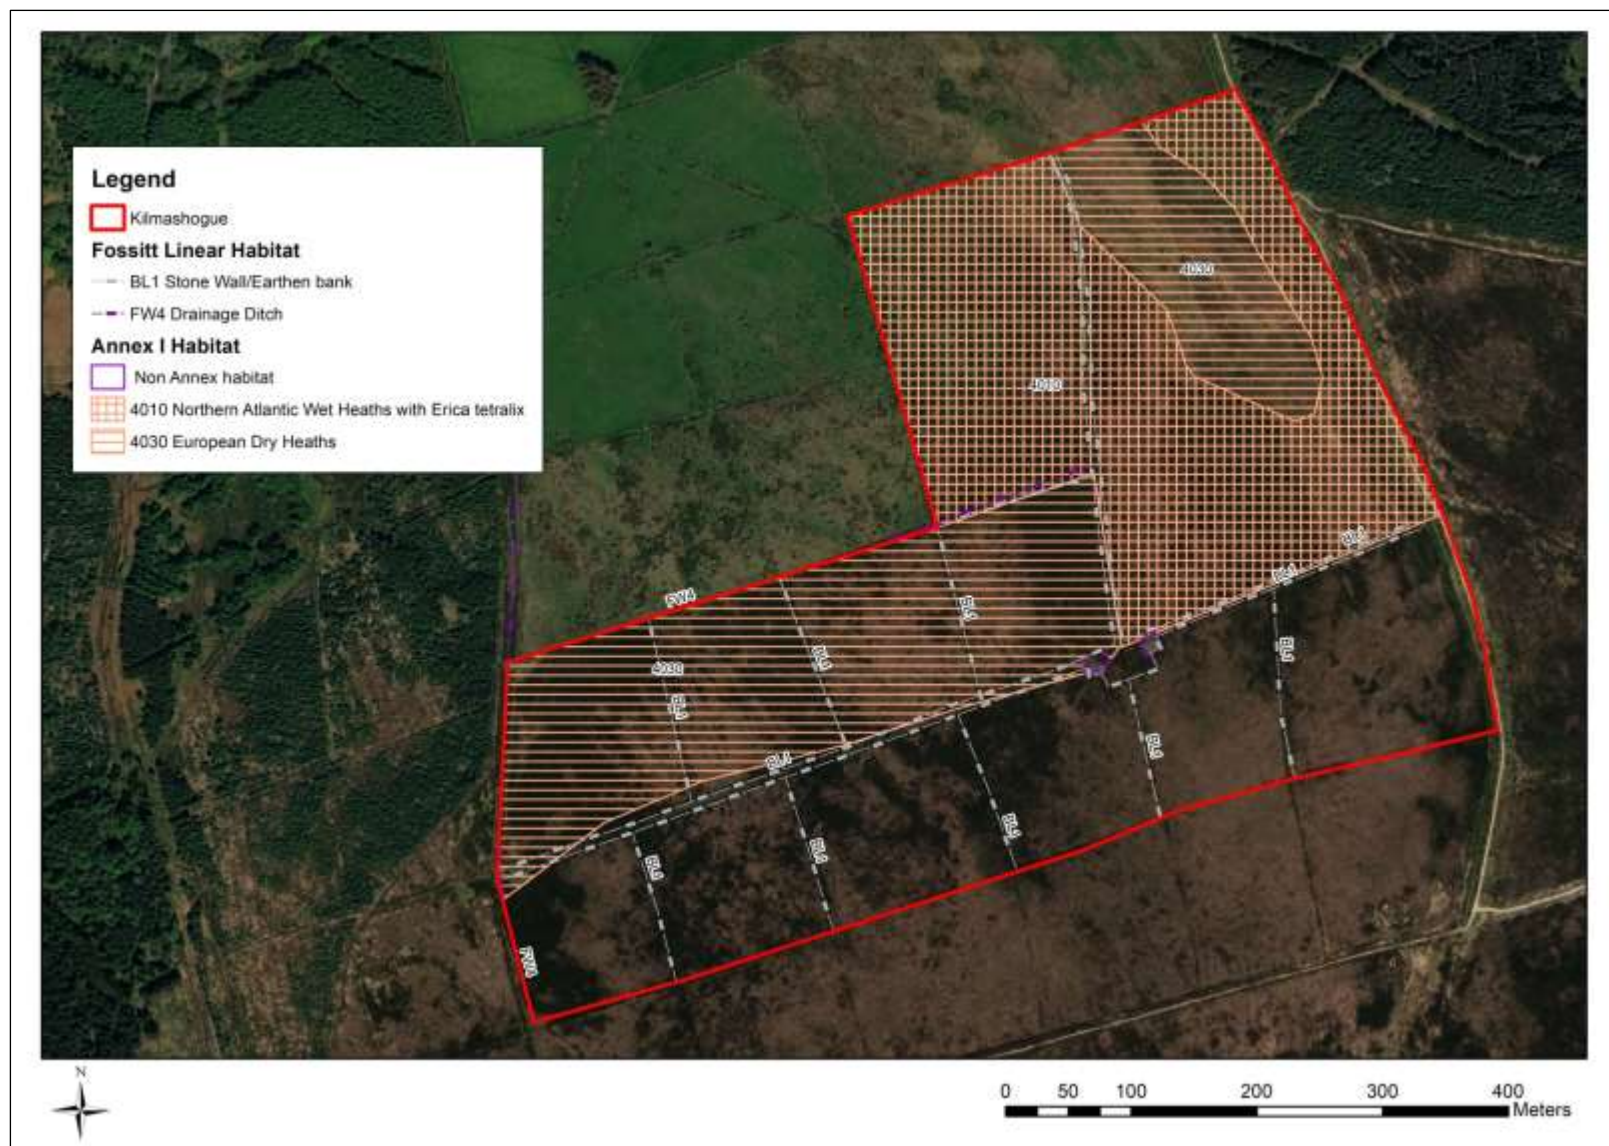 Legend
Kilmashogue
Fossitt Linear Habitat
BL1 Stone Wall/Earthen bank
FW4 Drainage Ditch
Annex I Habitat
Non Annex habitat
4010 Northern Atlantic Wet Heaths with Erica tetralix
4030 European Dry Heaths
4030
4010
BL1
BL1
FW4
BL1
BL1
BL1
4030
BL1
BL1
BL1
BL1
BL1
BL1
FW4
N
0 50 100 200 300 400
Meters